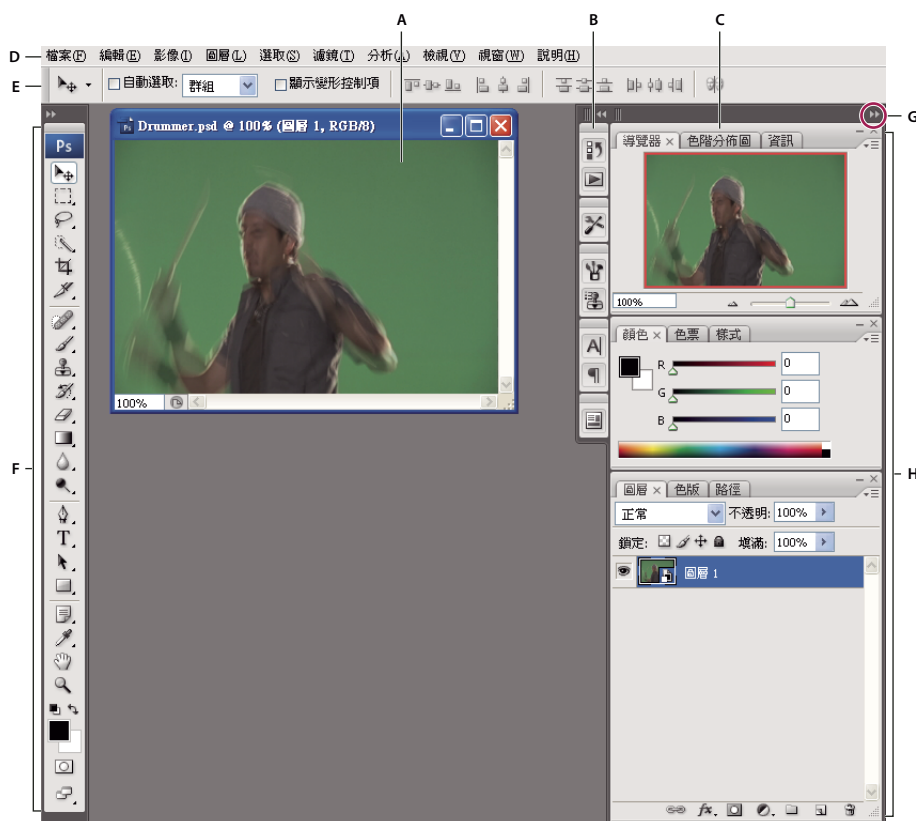 A B C
D 檔案(F) 編輯(E) 影像(I) 圖層(L) 選取(S) 濾鏡(T) 分析(A) 檢視(V) 視窗(W) 說明(H)
E 自動選取: 群組 顯示變形控制項
G
Drummer.psd @ 100% (圖層 1, RGB/8)
Ps
導覽器 × 色階分佈圖 資訊
100%
顏色 × 色票 樣式
R 0
G 0
B 0
100%
F
H
圖層 × 色版 路徑
正常 不透明: 100%
鎖定: 填滿: 100%
圖層 1
A
T
fx.